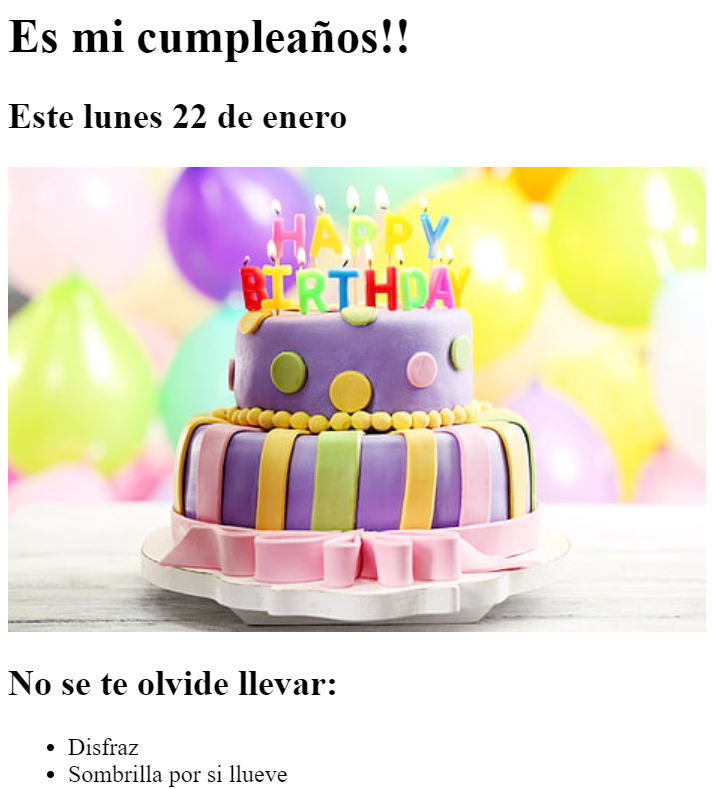 Es mi cumpleaños!!
Este lunes 22 de enero
HAPPY
BIRTHDAY
No se te olvide llevar:
Disfraz
Sombrilla por si llueve